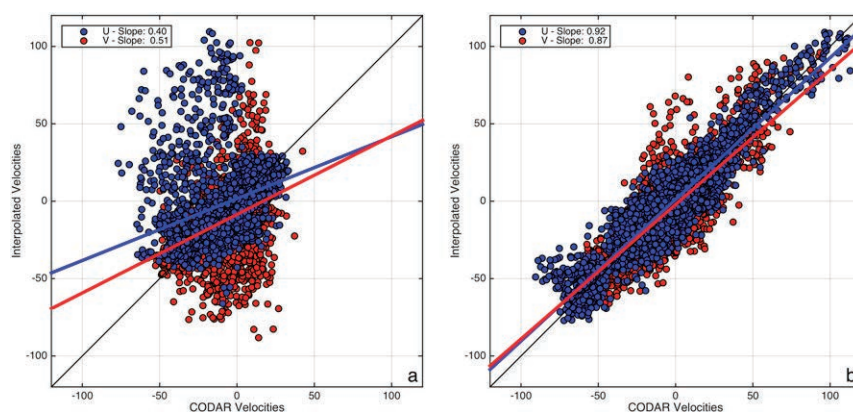 U - Slope: 0.40
V - Slope: 0.51
100
50
0
-50
-100
Interpolated Velocities
-100
-50
0
50
100
CODAR Velocities
a
U - Slope: 0.92
V - Slope: 0.87
100
50
0
-50
-100
Interpolated Velocities
-100
-50
0
50
100
CODAR Velocities
b